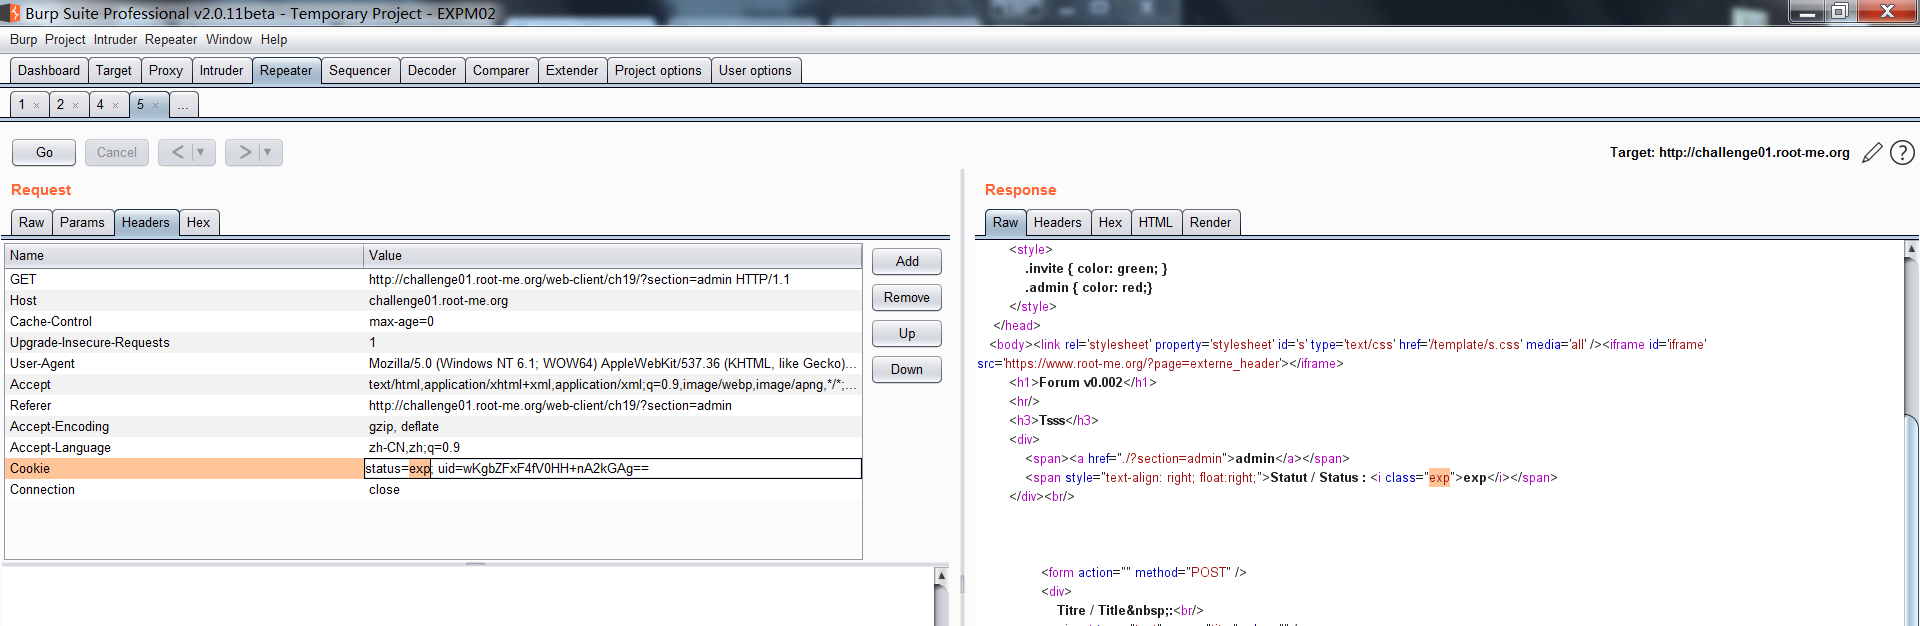 Burp Suite Professional v2.0.11beta - Temporary Project - EXPM02
Burp Project Intruder Repeater Window Help
Dashboard Target Proxy Intruder Repeater Sequencer Decoder Comparer Extender Project options User options
1 × 2 × 4 × 5 × ...
Go Cancel < ▼ > ▼ Target: http://challenge01.root-me.org ?
Request
Raw Params Headers Hex
Name Value
GET http://challenge01.root-me.org/web-client/ch19/?section=admin HTTP/1.1
Host challenge01.root-me.org
Cache-Control max-age=0
Upgrade-Insecure-Requests 1
User-Agent Mozilla/5.0 (Windows NT 6.1; WOW64) AppleWebKit/537.36 (KHTML, like Gecko)...
Accept text/html,application/xhtml+xml,application/xml;q=0.9,image/webp,image/apng,*/*;...
Referer http://challenge01.root-me.org/web-client/ch19/?section=admin
Accept-Encoding gzip, deflate
Accept-Language zh-CN,zh;q=0.9
Cookie status=exp; uid=wKgbZFxF4fV0HH+nA2kGAg==
Connection close
Add
Remove
Up
Down
Response
Raw Headers Hex HTML Render
<style>
.invite { color: green; }
.admin { color: red;}
</style>
</head>
<body><link rel='stylesheet' property='stylesheet' id='s' type='text/css' href='/template/s.css' media='all' /><iframe id='iframe'
src='https://www.root-me.org/?page=externe_header'></iframe>
<h1>Forum v0.002</h1>
<hr/>
<h3>Tsss</h3>
<div>
<span><a href="./?section=admin">admin</a></span>
<span style="text-align: right; float:right;">Statut / Status : <i class="exp">exp</i></span>
</div><br/>
<form action="" method="POST" />
<div>
Titre / Title&nbsp;:<br/>